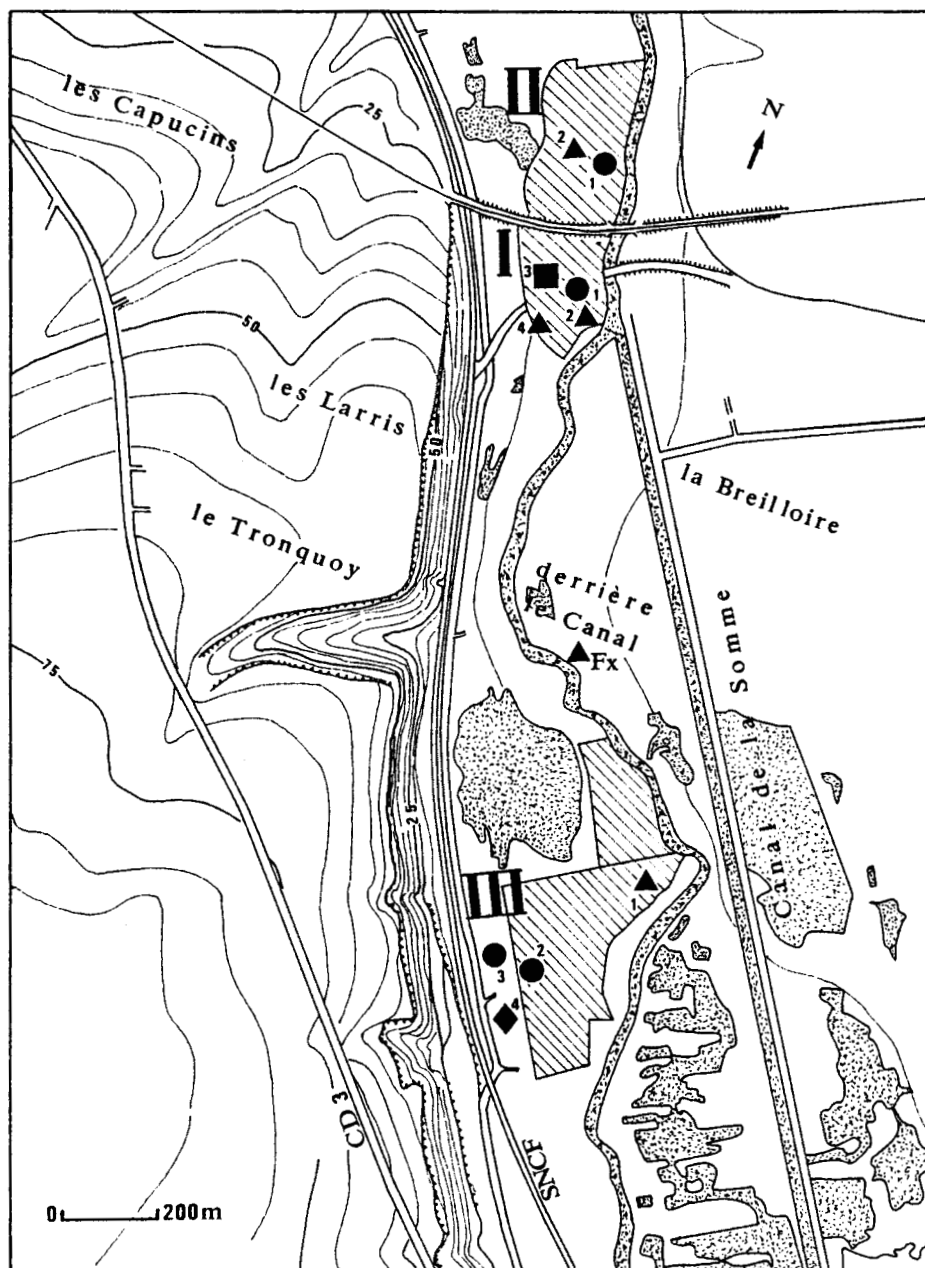 les Capucins
25
II
2
1
N
I
3
1
2
4
50
les Larris
50
la Breilloire
le Tronquoy
derrière
le Canal
Fx
75
25
Canal de la Somme
III
1
2
3
4
CD 3
SNCF
0 200m